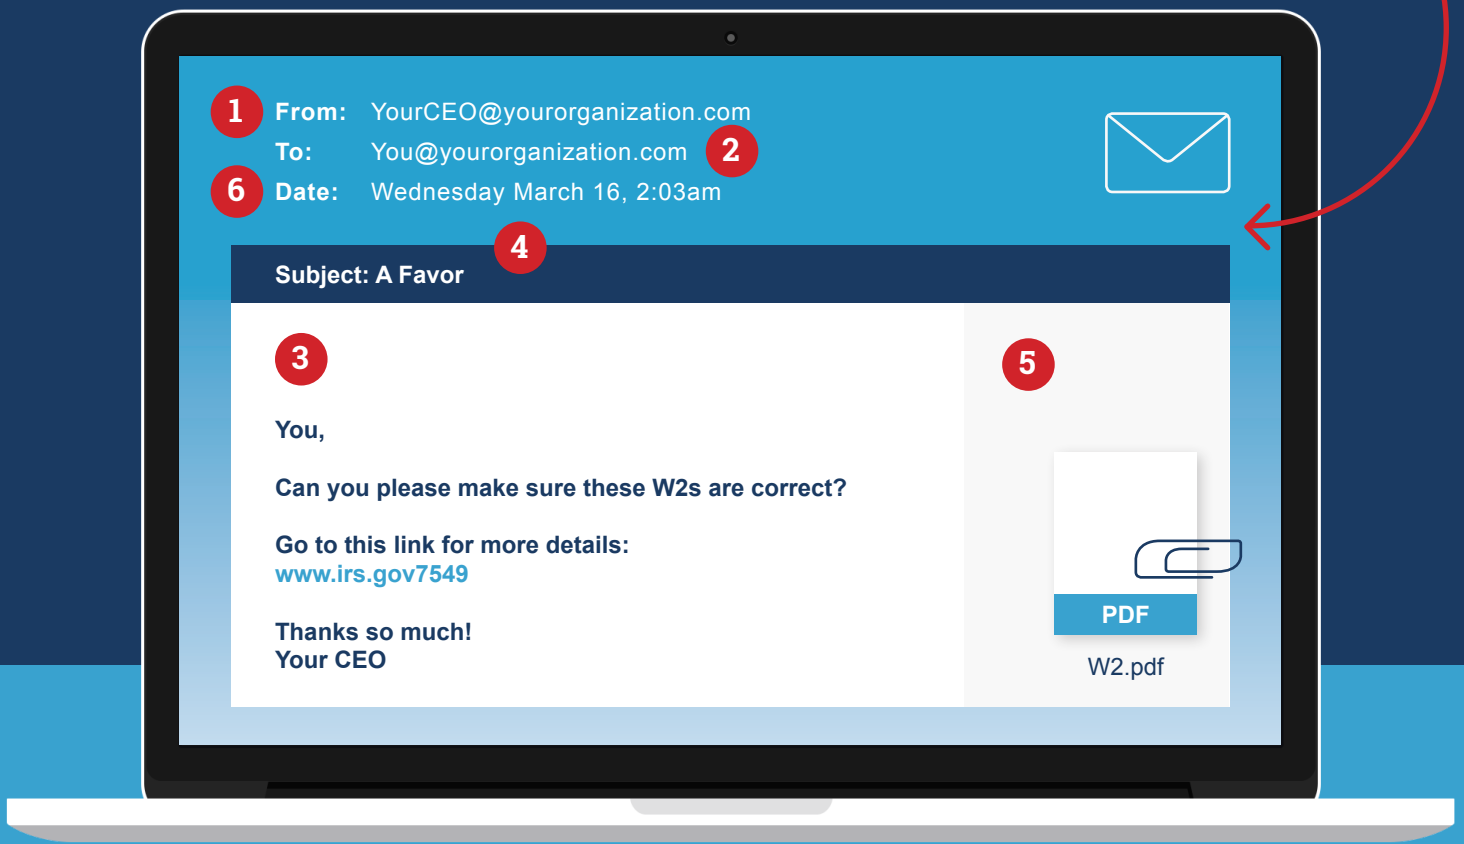 1 From: YourCEO@yourorganization.com
To: You@yourorganization.com 2
6 Date: Wednesday March 16, 2:03am
4
Subject: A Favor
3
5
You,
Can you please make sure these W2s are correct?
Go to this link for more details:
www.irs.gov7549
Thanks so much!
Your CEO
PDF
W2.pdf